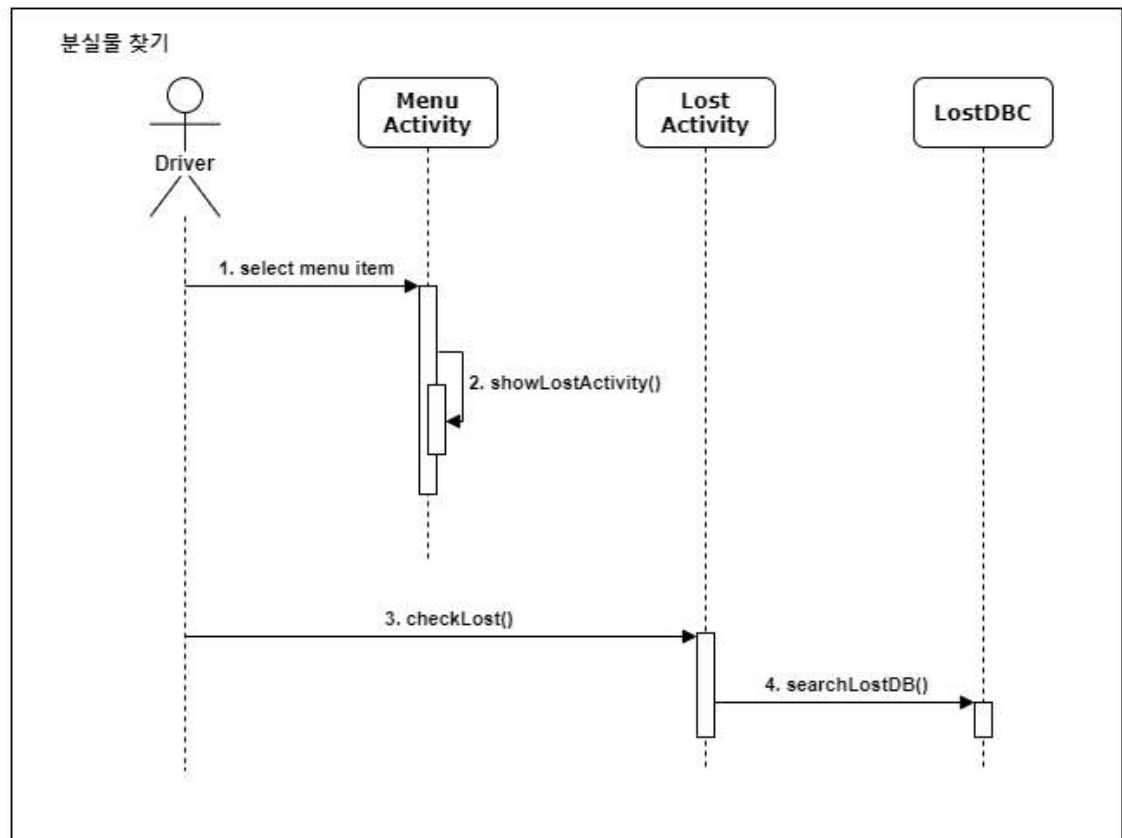 분실물 찾기
Menu
Activity
Lost
Activity
LostDBC
Driver
1. select menu item
2. showLostActivity()
3. checkLost()
4. searchLostDB()